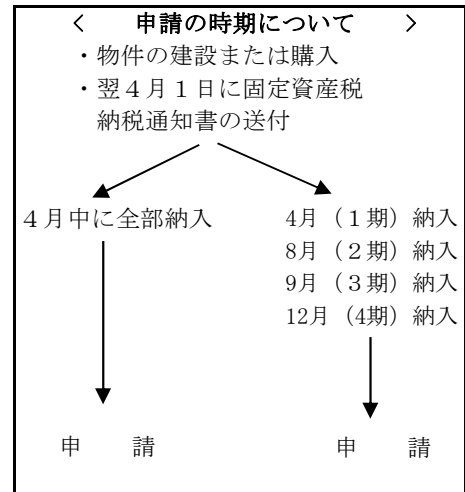 ＜　申請の時期について　＞
・物件の建設または購入
・翌４月１日に固定資産税
納税通知書の送付
４月中に全部納入
4月（１期）納入
8月（２期）納入
9月（３期）納入
12月（4期）納入
申　請
申　請